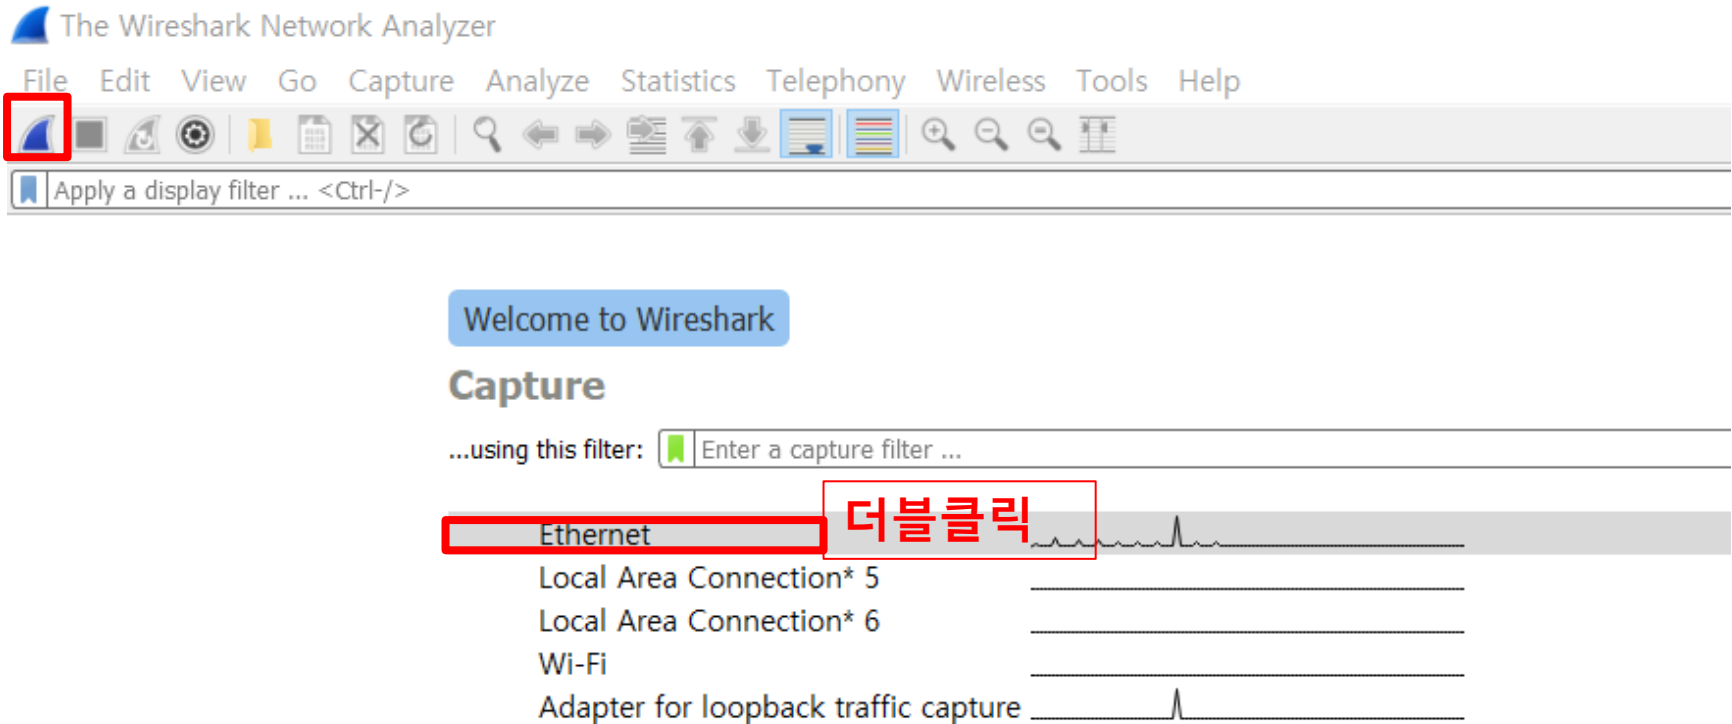 The Wireshark Network Analyzer
File Edit View Go Capture Analyze Statistics Telephony Wireless Tools Help
Apply a display filter ... <Ctrl-/>
Welcome to Wireshark
Capture
...using this filter: Enter a capture filter ...
Ethernet 더블클릭
Local Area Connection* 5
Local Area Connection* 6
Wi-Fi
Adapter for loopback traffic capture